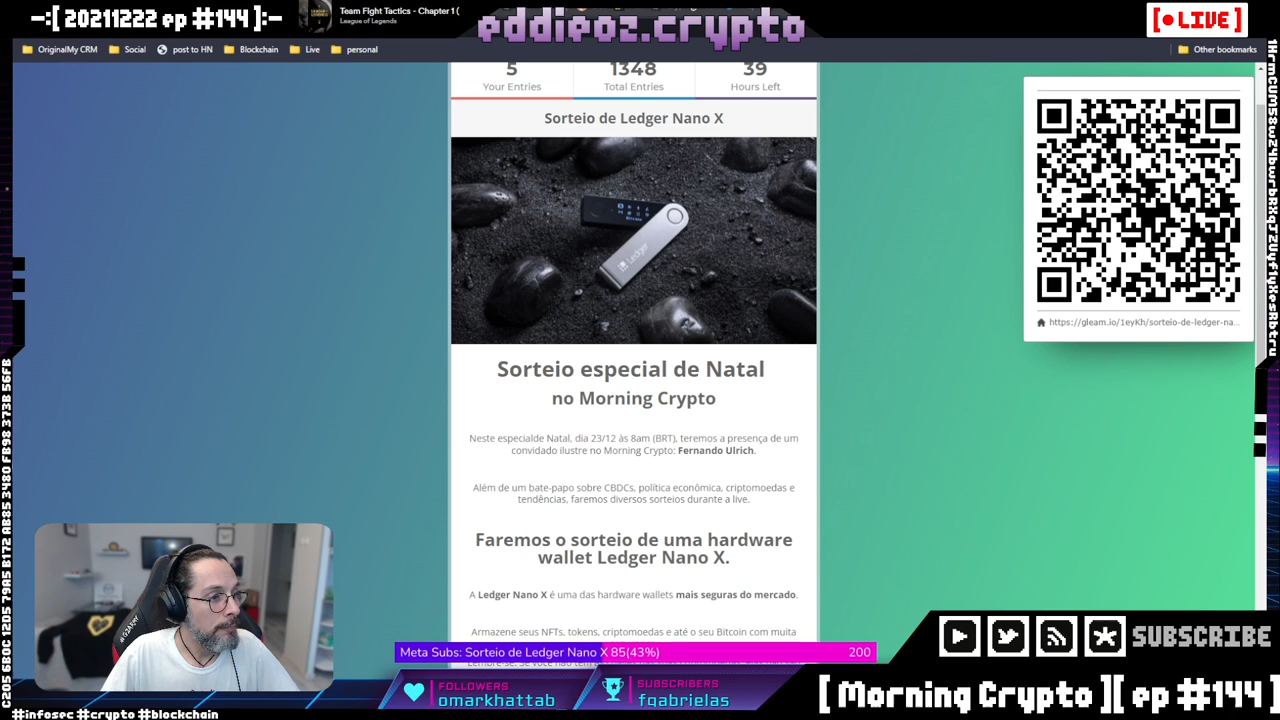 -:[ 20211222 ep #144 ]:-
Team Fight Tactics - Chapter 1 (
League of Legends
eddieoz.crypto
[•LIVE]
OriginalMy CRM
Social
post to HN
Blockchain
Live
personal
Other bookmarks
5
Your Entries
1348
Total Entries
39
Hours Left
Sorteio de Ledger Nano X
Ledger
Sorteio especial de Natal
no Morning Crypto
Neste especialde Natal, dia 23/12 às 8am (BRT), teremos a presença de um
convidado ilustre no Morning Crypto: Fernando Ulrich.
Além de um bate-papo sobre CBDCs, política econômica, criptomoedas e
tendências, faremos diversos sorteios durante a live.
Faremos o sorteio de uma hardware
wallet Ledger Nano X.
A Ledger Nano X é uma das hardware wallets mais seguras do mercado.
Armazene seus NFTs, tokens, criptomoedas e até o seu Bitcoin com muita
https://gleam.io/1eyKh/sorteio-de-ledger-na...
Meta Subs: Sorteio de Ledger Nano X 85(43%)
200
FOLLOWERS
omarkhattab
SUBSCRIBERS
fgabrielas
SUBSCRIBE
[ Morning Crypto ][ ep #144 ]
#infosec #crypto #blockchain